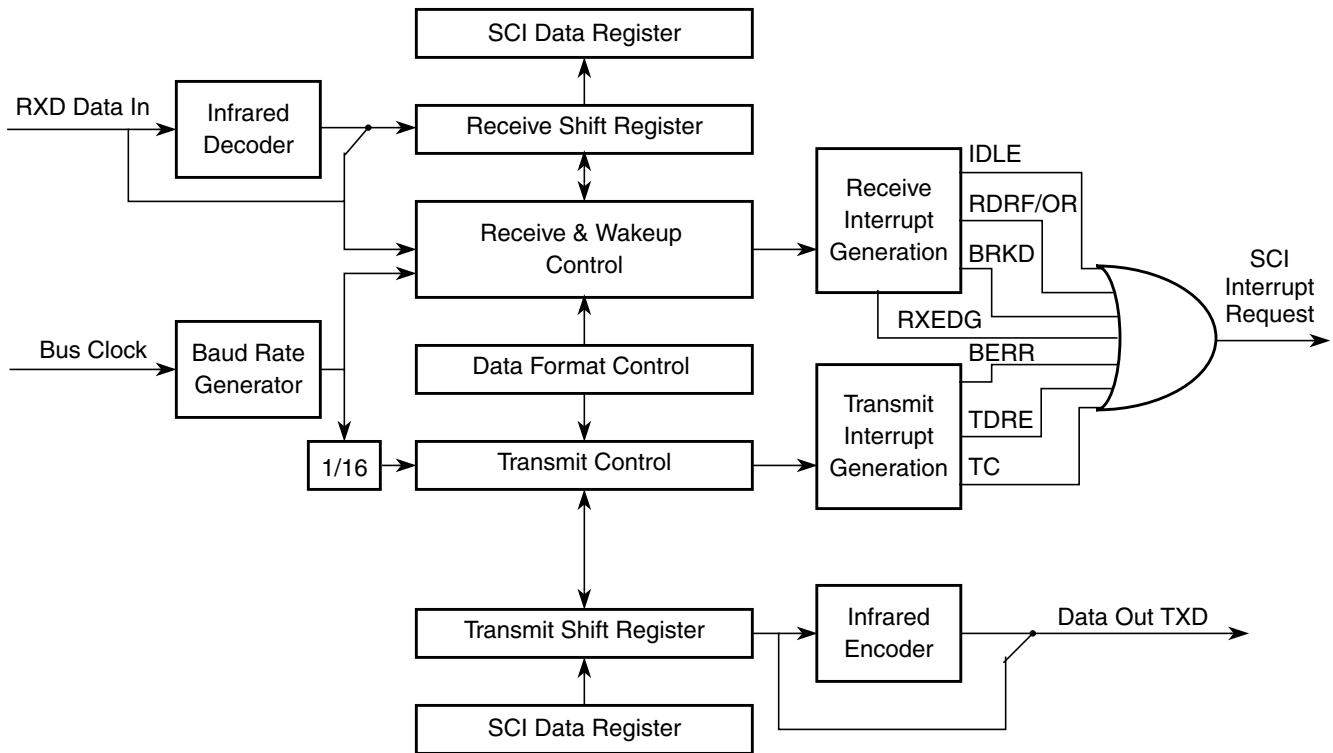 SCI Data Register
RXD Data In
Infrared
Decoder
Receive Shift Register
Receive & Wakeup
Control
Receive
Interrupt
Generation
IDLE
RDRF/OR
BRKD
RXEDG
SCI
Interrupt
Request
Bus Clock
Baud Rate
Generator
Data Format Control
1/16
Transmit Control
Transmit
Interrupt
Generation
BERR
TDRE
TC
Transmit Shift Register
Infrared
Encoder
Data Out TXD
SCI Data Register